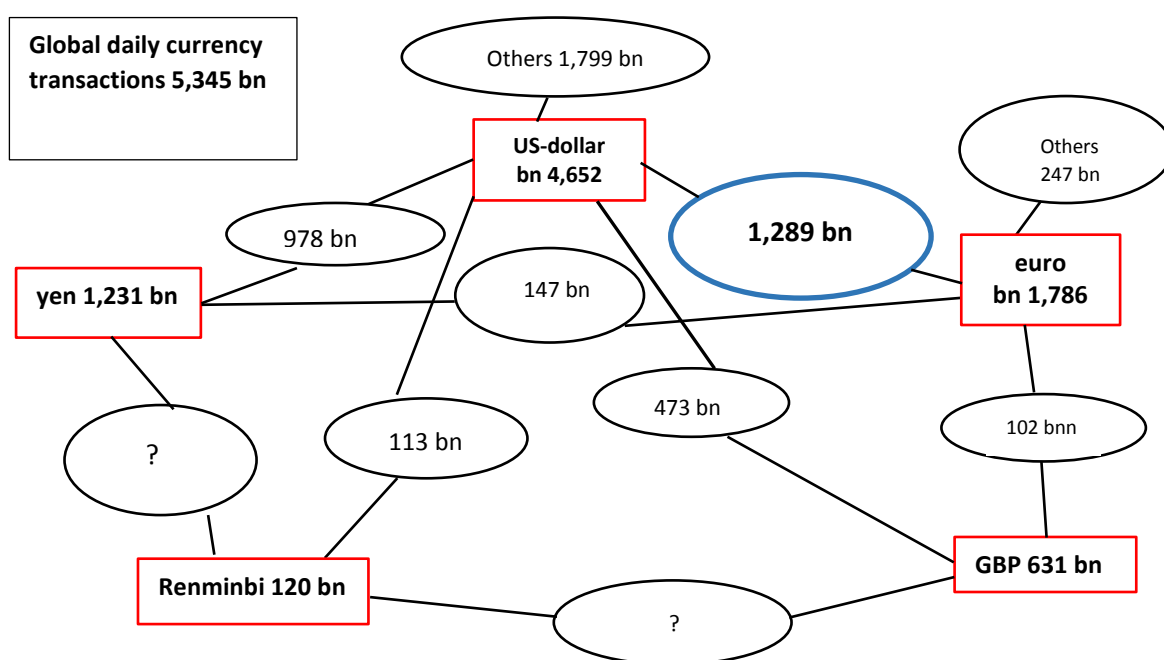 Global daily currency
transactions 5,345 bn
Others 1,799 bn
US-dollar
bn 4,652
Others
247 bn
978 bn
1,289 bn
euro
bn 1,786
yen 1,231 bn
147 bn
473 bn
102 bnn
113 bn
?
Renminbi 120 bn
GBP 631 bn
?